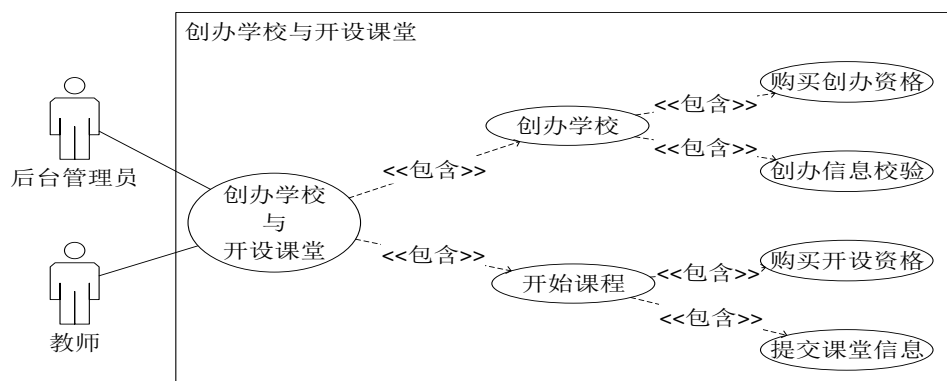 创办学校与开设课堂
购买创办资格
<<包含>>
创办学校
<<包含>>
创办信息校验
<<包含>>
后台管理员
创办学校
与
开设课堂
<<包含>>
购买开设资格
<<包含>>
开始课程
<<包含>>
教师
提交课堂信息